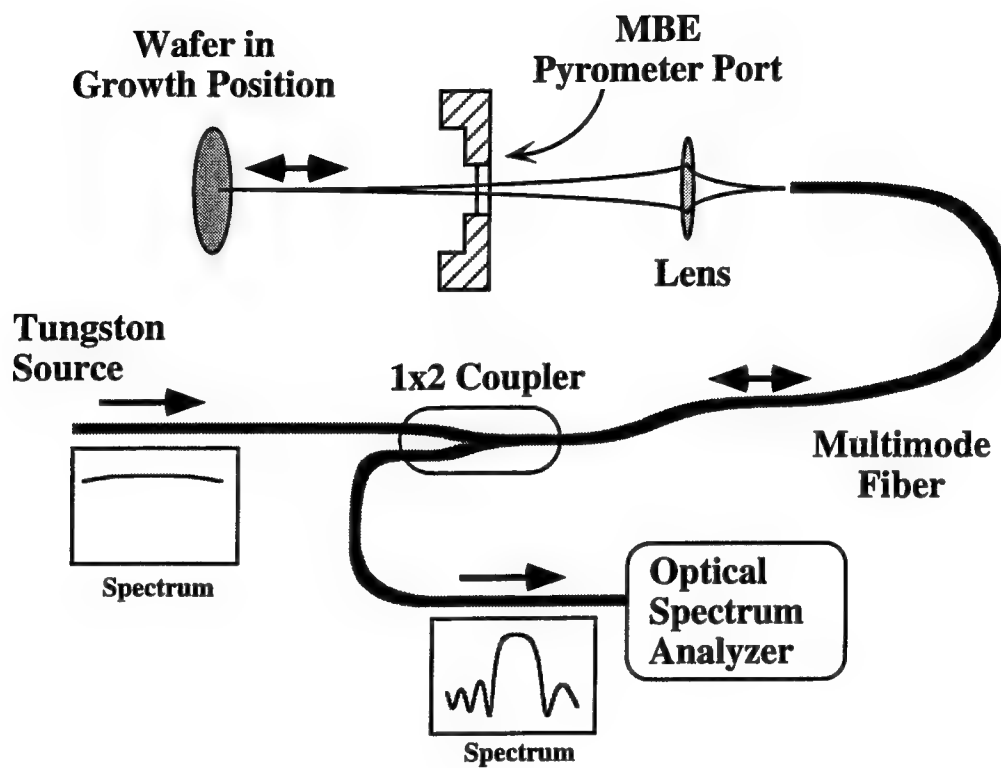 Wafer in
Growth Position
MBE
Pyrometer Port
Lens
Tungston
Source
1x2 Coupler
Multimode
Fiber
Spectrum
Optical
Spectrum
Analyzer
Spectrum